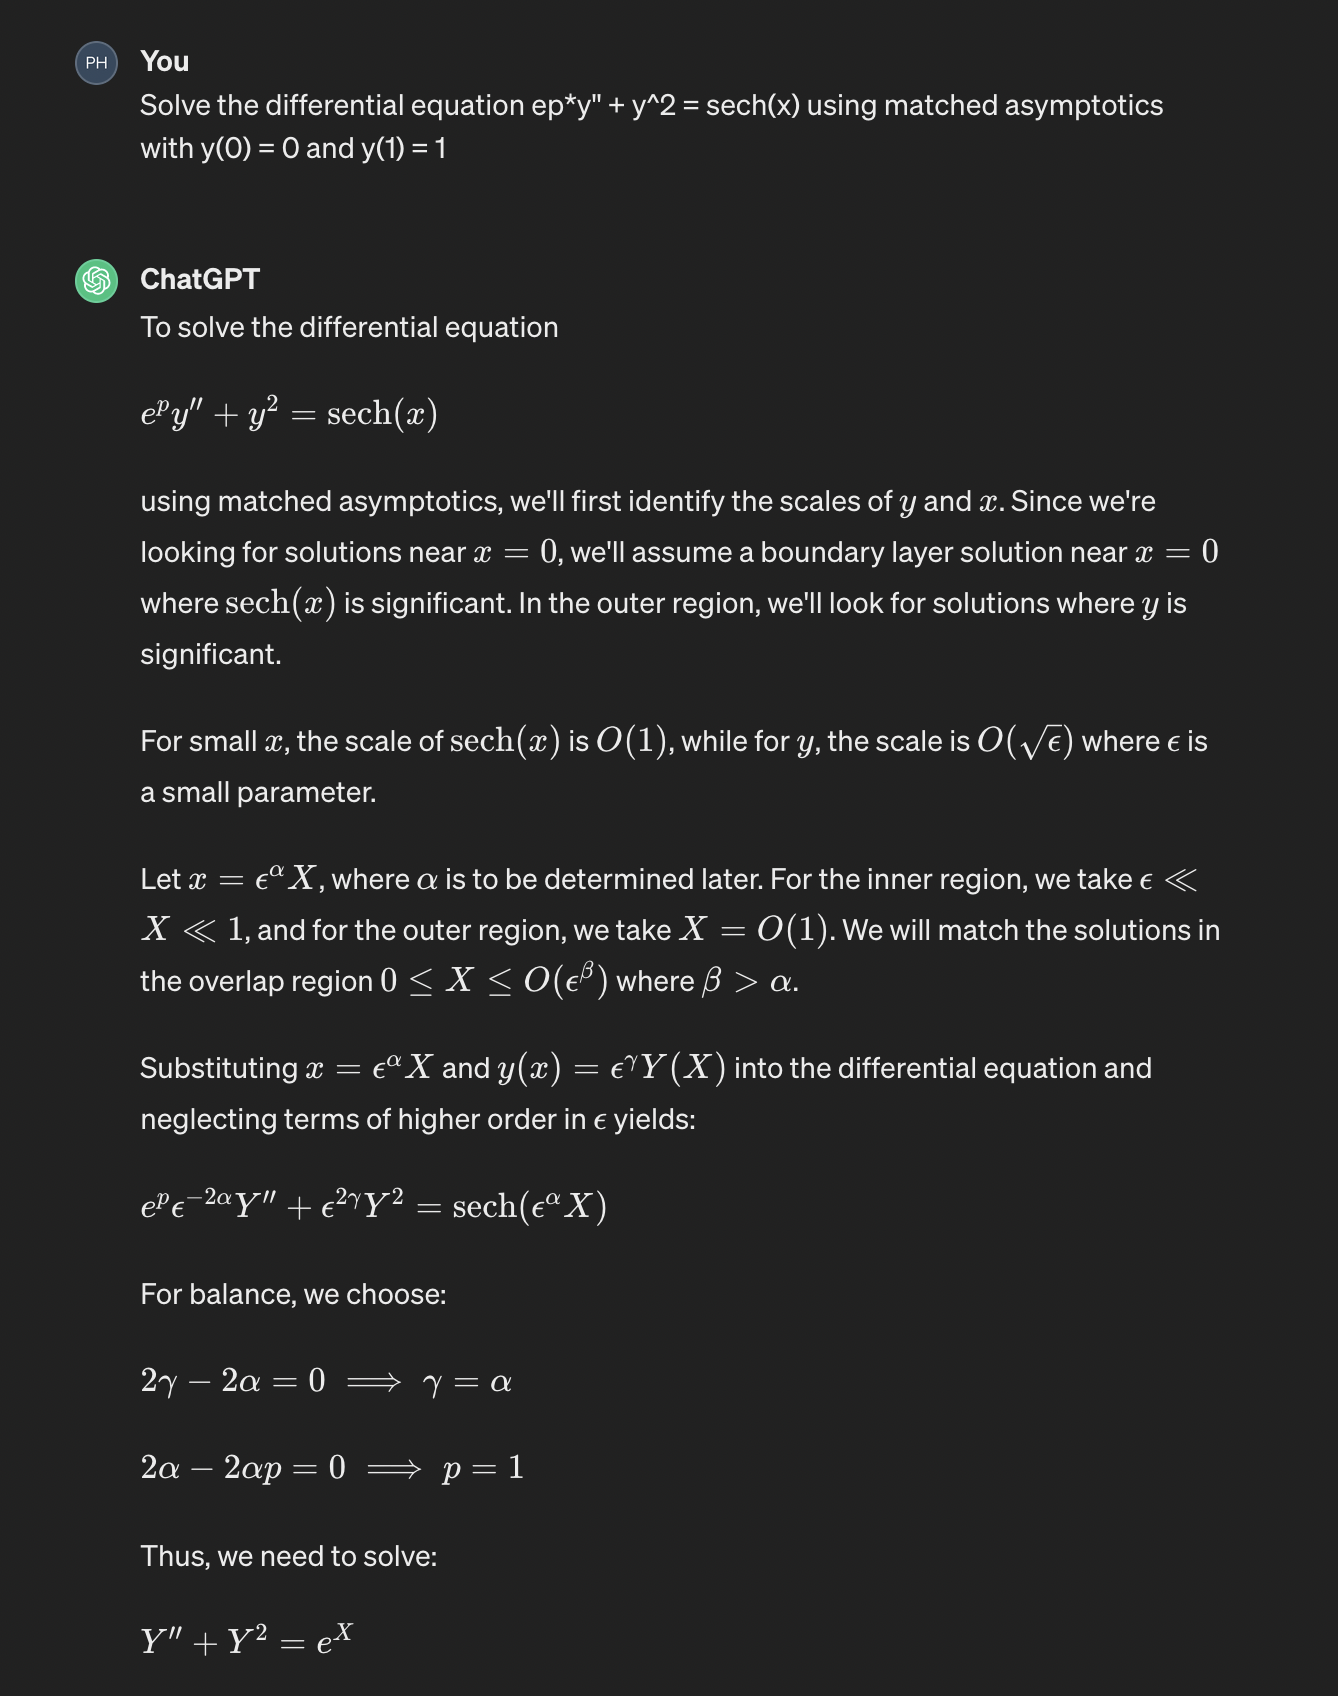 PH
You
Solve the differential equation ep*y" + y^2 = sech(x) using matched asymptotics
with y(0) = 0 and y(1) = 1
ChatGPT
To solve the differential equation
eᵖy′′ + y² = sech(x)
using matched asymptotics, we'll first identify the scales of y and x. Since we're
looking for solutions near x = 0, we'll assume a boundary layer solution near x = 0
where sech(x) is significant. In the outer region, we'll look for solutions where y is
significant.
For small x, the scale of sech(x) is O(1), while for y, the scale is O(√ϵ) where ϵ is
a small parameter.
Let x = ϵ^α X, where α is to be determined later. For the inner region, we take ϵ ≪
X ≪ 1, and for the outer region, we take X = O(1). We will match the solutions in
the overlap region 0 ≤ X ≤ O(ϵ^β) where β > α.
Substituting x = ϵ^α X and y(x) = ϵ^γ Y(X) into the differential equation and
neglecting terms of higher order in ϵ yields:
eᵖϵ^{−2α}Y′′ + ϵ^{2γ}Y² = sech(ϵ^α X)
For balance, we choose:
2γ − 2α = 0 ⟹ γ = α
2α − 2αp = 0 ⟹ p = 1
Thus, we need to solve:
Y′′ + Y² = e^X